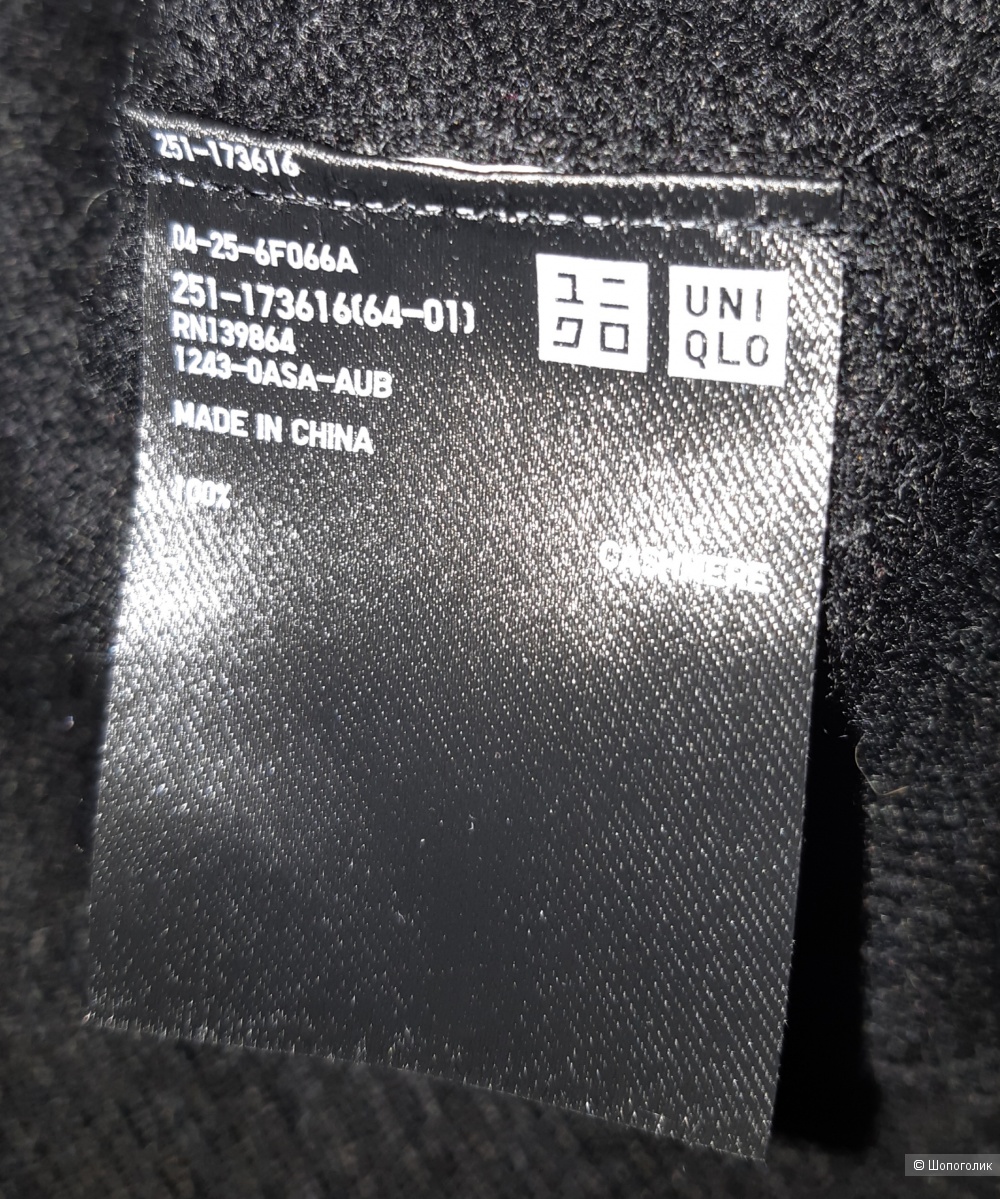 251-173616
04-25-6F066A
251-173616(64-01)
RN139864
1243-0ASA-AUB
MADE IN CHINA
ユニ
クロ
UNI
QLO
100%
CASHMERE
© Шопоголик